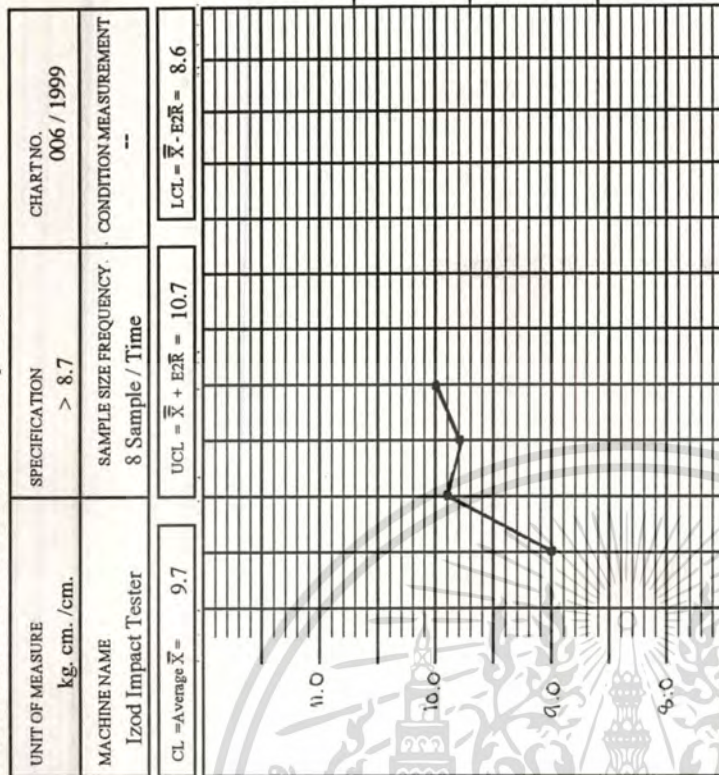 UNIT OF MEASURE
kg. cm. /cm.
SPECIFICATION
> 8.7
CHART NO.
006 / 1999
MACHINE NAME
Izod Impact Tester
SAMPLE SIZE FREQUENCY.
8 Sample / Time
CONDITION MEASUREMENT
--
CL = Average X̿ = 9.7
UCL = X̿ + E2R̄ = 10.7
LCL = X̿ - E2R̄ = 8.6
11.0
10.0
9.0
8.0